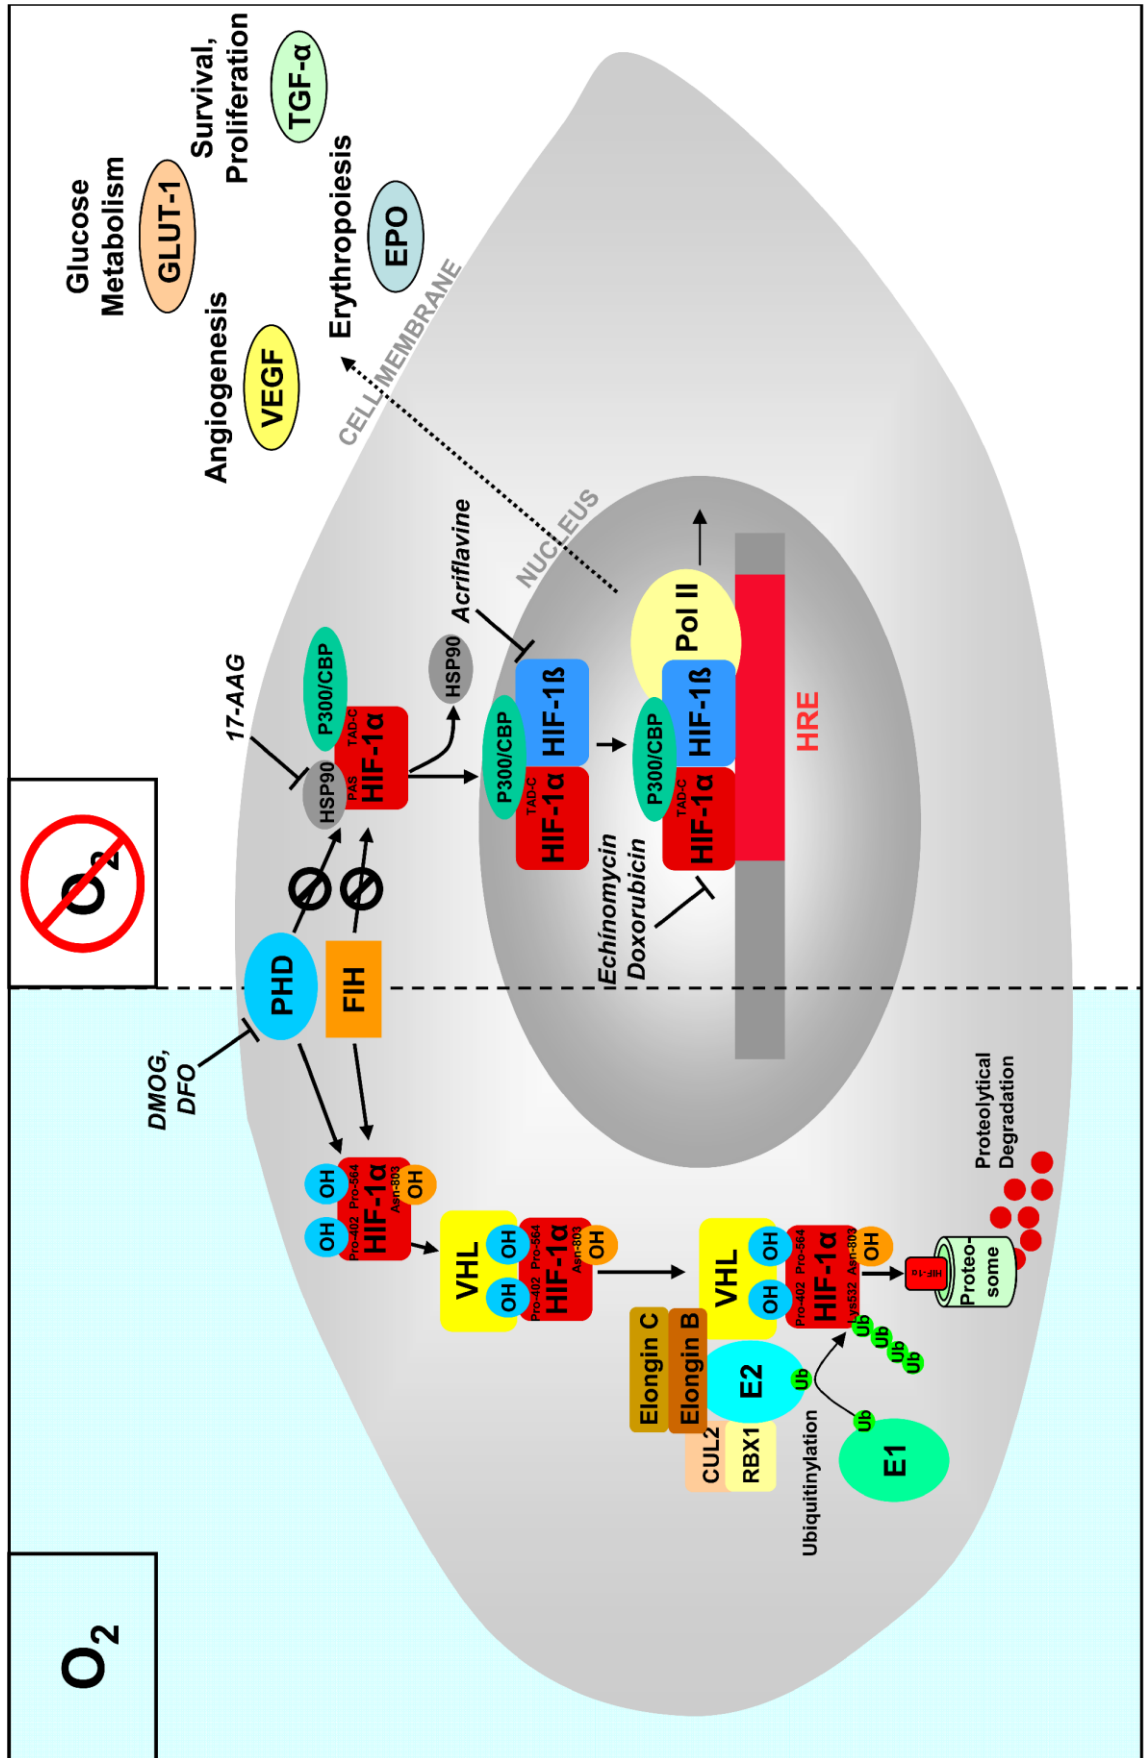 O2
O2
DMOG,
DFO
PHD
FIH
17-AAG
HSP90
P300/CBP
PAS
TAD-C
HIF-1α
HSP90
Acriflavine
Angiogenesis
VEGF
Glucose
Metabolism
GLUT-1
Survival,
Proliferation
TGF-α
Erythropoiesis
EPO
CELL MEMBRANE
NUCLEUS
P300/CBP
TAD-C
HIF-1α
HIF-1ß
Echinomycin
Doxorubicin
P300/CBP
TAD-C
HIF-1α
HIF-1ß
Pol II
HRE
OH
OH
Pro-402
Pro-564
HIF-1α
Asn-803
OH
VHL
OH
OH
Pro-402
Pro-564
HIF-1α
Asn-803
OH
Elongin C
Elongin B
CUL2
RBX1
E2
VHL
OH
OH
Pro-402
Pro-564
HIF-1α
Lys532
Asn-803
OH
Ub
Ub
Ub
Ub
Ub
Ub
Ubiquitinylation
E1
HIF-1α
Proteo-
some
Proteolytical
Degradation